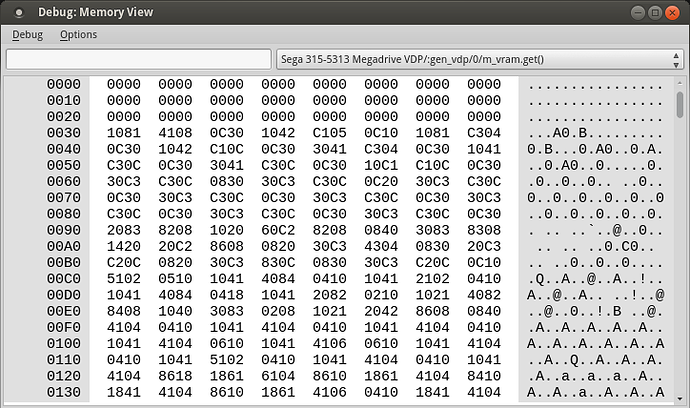 Debug: Memory View
Debug Options
Sega 315-5313 Megadrive VDP/:gen_vdp/0/m_vram.get()
0000 0000 0000 0000 0000 0000 0000 0000 0000 ................
0010 0000 0000 0000 0000 0000 0000 0000 0000 ................
0020 0000 0000 0000 0000 0000 0000 0000 0000 ................
0030 1081 4108 0C30 1042 C105 0C10 1081 C304 ...A0.B.........
0040 0C30 1042 C10C 0C30 3041 C304 0C30 1041 0.B...0.A0..0.A.
0050 C30C 0C30 3041 C30C 0C30 10C1 C10C 0C30 ..0.A0..0.....0.
0060 30C3 C30C 0830 30C3 C30C 0C20 30C3 C30C .0..0..0.. ..0..
0070 0C30 30C3 C30C 0C30 30C3 C30C 0C30 30C3 0..0..0..0..0..0
0080 C30C 0C30 30C3 C30C 0C30 30C3 C30C 0C30 ..0..0..0..0..0.
0090 2083 8208 1020 60C2 8208 0840 3083 8308 . .. ..`..@..0..
00A0 1420 20C2 8608 0820 30C3 4304 0830 20C3 .. .. ..0.C0.. 
00B0 C20C 0820 30C3 830C 0830 30C3 C20C 0C10 .. ..0..0..0....
00C0 5102 0510 1041 4084 0410 1041 2102 0410 .Q..A..@..A..!..
00D0 1041 4084 0418 1041 2082 0210 1021 4082 A..@..A.. ..!..@
00E0 8408 1040 3083 0208 1021 2042 8608 0840 ..@..0..!.B ..@.
00F0 4104 0410 1041 4104 0410 1041 4104 0410 .A..A..A..A..A..
0100 1041 4104 0610 1041 4106 0610 1041 4104 A..A..A..A..A..A
0110 0410 1041 5102 0410 1041 4104 0410 1041 ..A..Q..A..A..A.
0120 4104 8618 1861 6104 8610 1861 4104 8410 .A..a..a..a..A..
0130 1841 4104 8610 1861 4106 0410 1841 4104 A..A..a..A..A..A